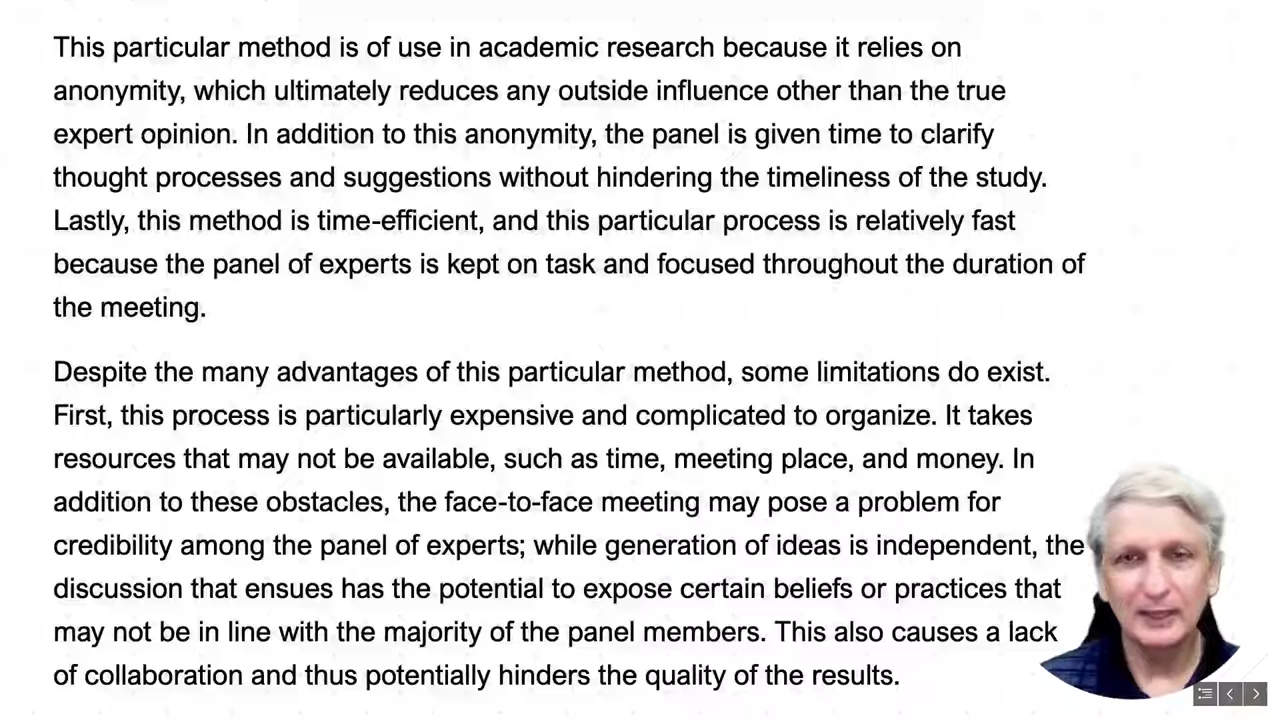 This particular method is of use in academic research because it relies on
anonymity, which ultimately reduces any outside influence other than the true
expert opinion. In addition to this anonymity, the panel is given time to clarify
thought processes and suggestions without hindering the timeliness of the study.
Lastly, this method is time-efficient, and this particular process is relatively fast
because the panel of experts is kept on task and focused throughout the duration of
the meeting.
Despite the many advantages of this particular method, some limitations do exist.
First, this process is particularly expensive and complicated to organize. It takes
resources that may not be available, such as time, meeting place, and money. In
addition to these obstacles, the face-to-face meeting may pose a problem for
credibility among the panel of experts; while generation of ideas is independent, the
discussion that ensues has the potential to expose certain beliefs or practices that
may not be in line with the majority of the panel members. This also causes a lack
of collaboration and thus potentially hinders the quality of the results.